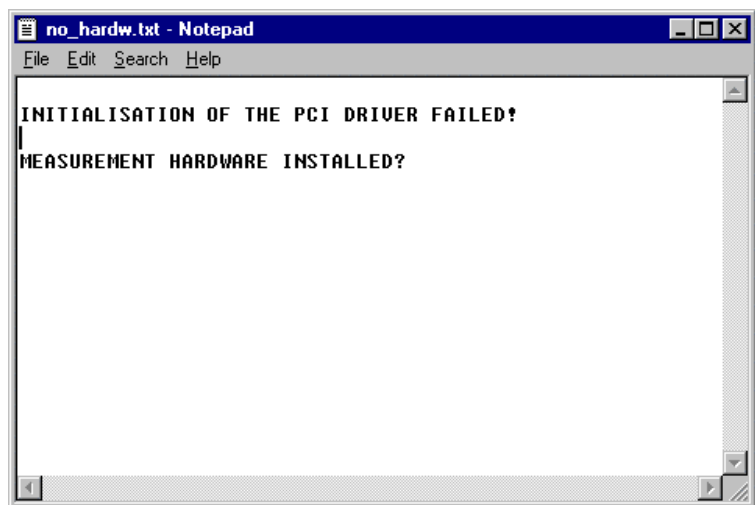 no_hardw.txt - Notepad
File Edit Search Help
INITIALISATION OF THE PCI DRIVER FAILED!
MEASUREMENT HARDWARE INSTALLED?